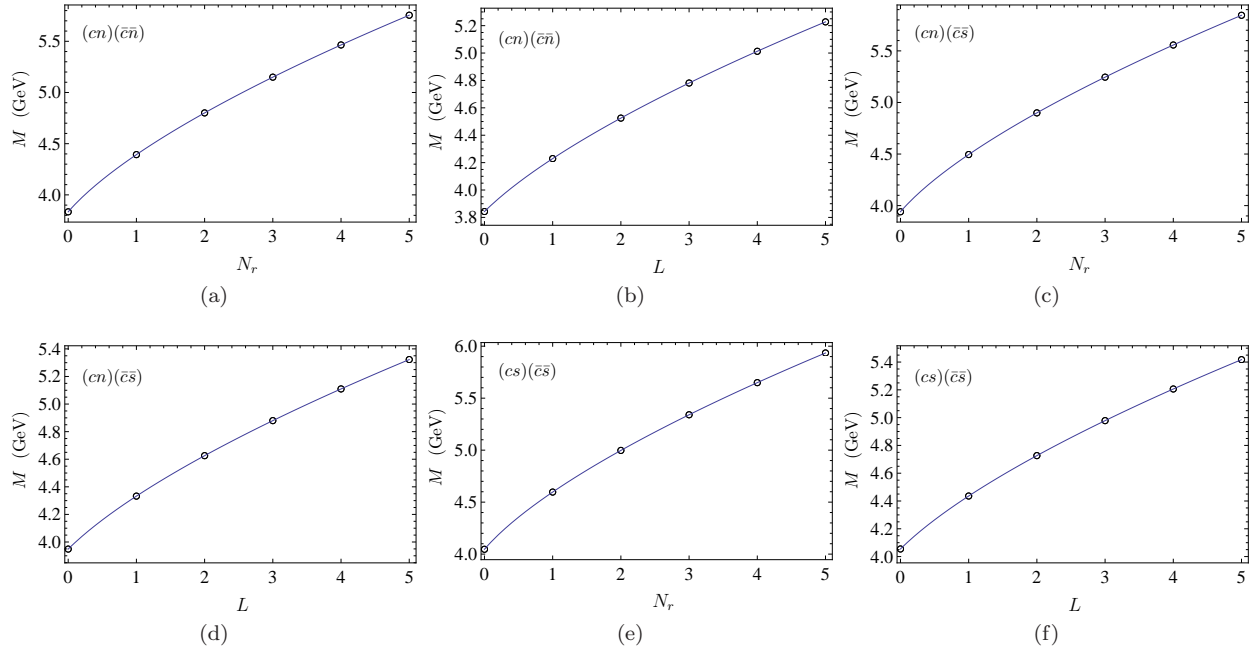 (cn)(c̄n̄)
M (GeV)
5.5
5.0
4.5
4.0
0 1 2 3 4 5
N_r
(a)
(cn)(c̄n̄)
M (GeV)
5.2
5.0
4.8
4.6
4.4
4.2
4.0
3.8
0 1 2 3 4 5
L
(b)
(cn)(c̄s̄)
M (GeV)
5.5
5.0
4.5
4.0
0 1 2 3 4 5
N_r
(c)
(cn)(c̄s̄)
M (GeV)
5.4
5.2
5.0
4.8
4.6
4.4
4.2
4.0
0 1 2 3 4 5
L
(d)
(cs)(c̄s̄)
M (GeV)
6.0
5.5
5.0
4.5
4.0
0 1 2 3 4 5
N_r
(e)
(cs)(c̄s̄)
M (GeV)
5.4
5.2
5.0
4.8
4.6
4.4
4.2
4.0
0 1 2 3 4 5
L
(f)